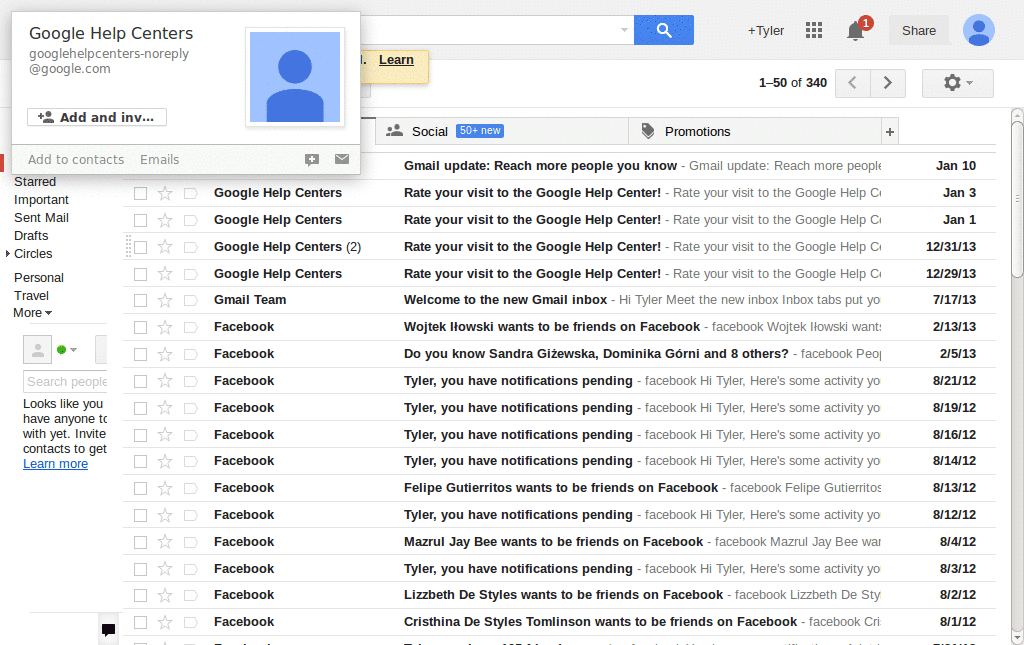 Google Help Centers
googlehelpcenters-noreply
@google.com
Add and inv...
Add to contacts Emails
Learn
+Tyler
1
Share
1–50 of 340
Social 50+ new
Promotions
+
Gmail update: Reach more people you know - Gmail update: Reach more people Jan 10
Starred
Important
Sent Mail
Drafts
Circles
Personal
Travel
More
Search people
Looks like you
have anyone to
with yet. Invite
contacts to get
Learn more
Google Help Centers Rate your visit to the Google Help Center! - Rate your visit to the Google Help Jan 3
Google Help Centers Rate your visit to the Google Help Center! - Rate your visit to the Google Help Jan 1
Google Help Centers (2) Rate your visit to the Google Help Center! - Rate your visit to the Google Help 12/31/13
Google Help Centers Rate your visit to the Google Help Center! - Rate your visit to the Google Help 12/29/13
Gmail Team Welcome to the new Gmail inbox - Hi Tyler Meet the new inbox Inbox tabs put you 7/17/13
Facebook Wojtek Iłowski wants to be friends on Facebook - facebook Wojtek Iłowski wants 2/13/13
Facebook Do you know Sandra Giżewska, Dominika Górni and 8 others? - facebook 2/5/13
Facebook Tyler, you have notifications pending - facebook Hi Tyler, Here's some activity 8/21/12
Facebook Tyler, you have notifications pending - facebook Hi Tyler, Here's some activity 8/19/12
Facebook Tyler, you have notifications pending - facebook Hi Tyler, Here's some activity 8/16/12
Facebook Tyler, you have notifications pending - facebook Hi Tyler, Here's some activity 8/14/12
Facebook Felipe Gutierritos wants to be friends on Facebook - facebook Felipe Gutierritos 8/13/12
Facebook Tyler, you have notifications pending - facebook Hi Tyler, Here's some activity 8/12/12
Facebook Mazrul Jay Bee wants to be friends on Facebook - facebook Mazrul Jay Bee 8/4/12
Facebook Tyler, you have notifications pending - facebook Hi Tyler, Here's some activity 8/3/12
Facebook Lizzbeth De Styles wants to be friends on Facebook - facebook Lizzbeth De 8/2/12
Facebook Cristhina De Styles Tomlinson wants to be friends on Facebook - facebook 8/1/12